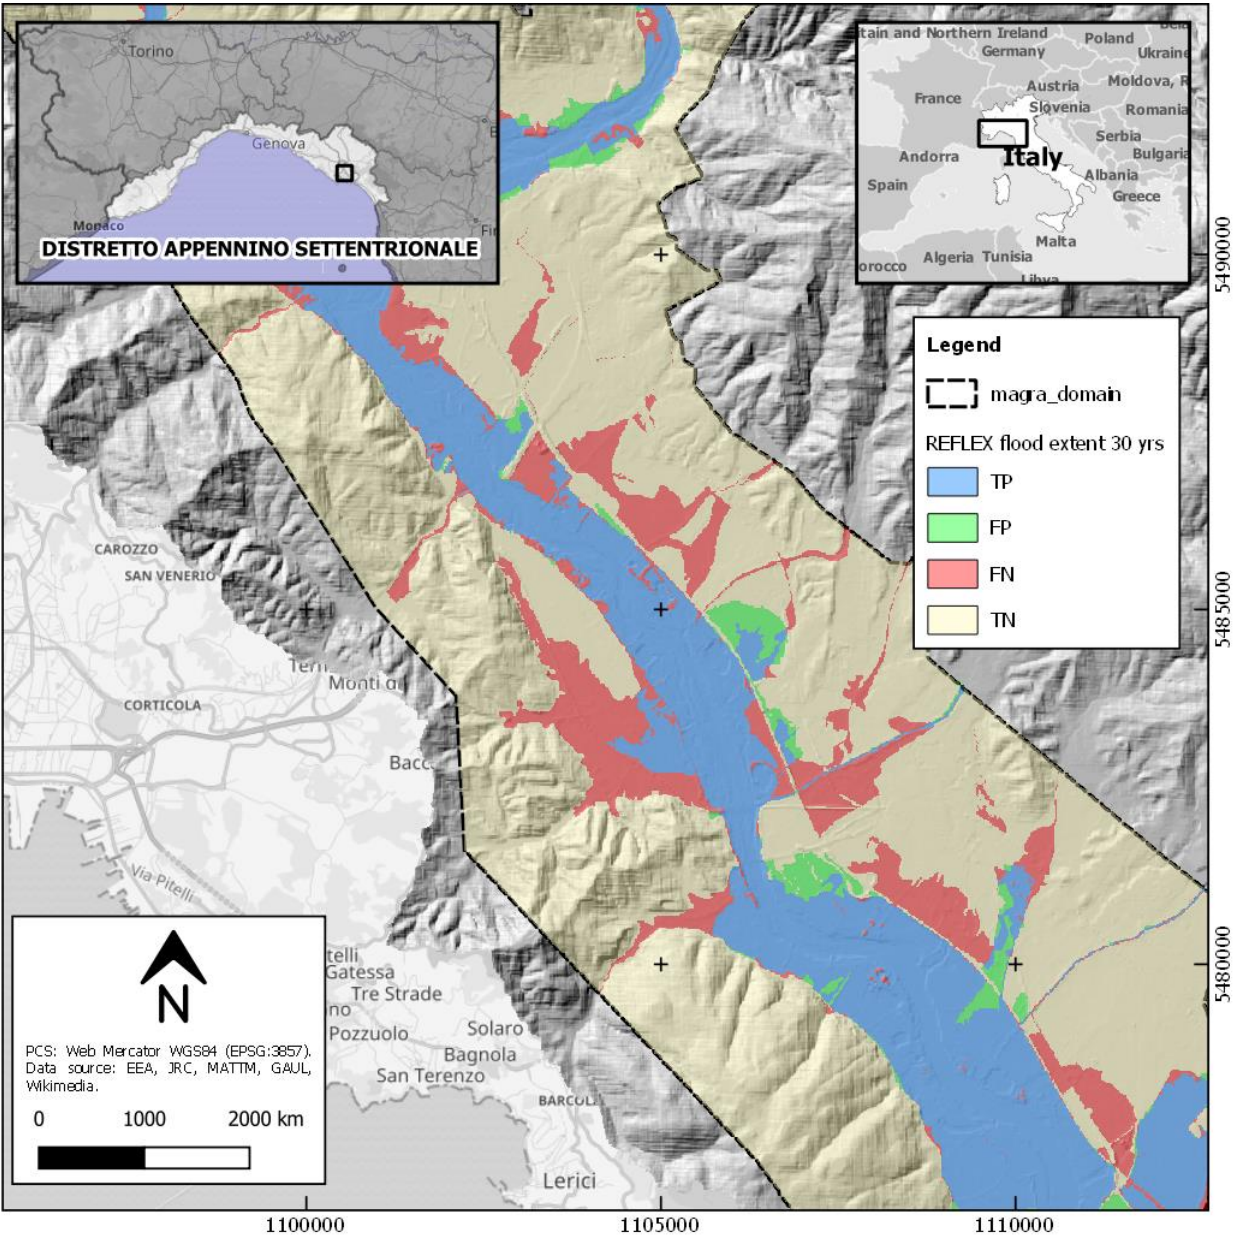 Torino
Genova
Monaco
DISTRETTO APPENNINO SETTENTRIONALE
tain and Northern Ireland
Poland
Germany
Ukraine
Austria
Moldova, R
France
Slovenia
Romania
Serbia
Italy
Bulgaria
Andorra
Albania
Spain
Greece
Malta
orocco
Algeria
Tunisia
Libya
5490000
Legend
magra_domain
REFLEX flood extent 30 yrs
TP
FP
FN
TN
CAROZZO
SAN VENERIO
5485000
Monti di
CORTICOLA
Via Pitelli
5480000
telli
Gatessa
Tre Strade
Pozzuolo
Solaro
Bagnola
San Terenzo
Lerici
N
PCS: Web Mercator WGS84 (EPSG:3857).
Data source: EEA, JRC, MATTM, GAUL,
Wikimedia.
0 1000 2000 km
1100000 1105000 1110000